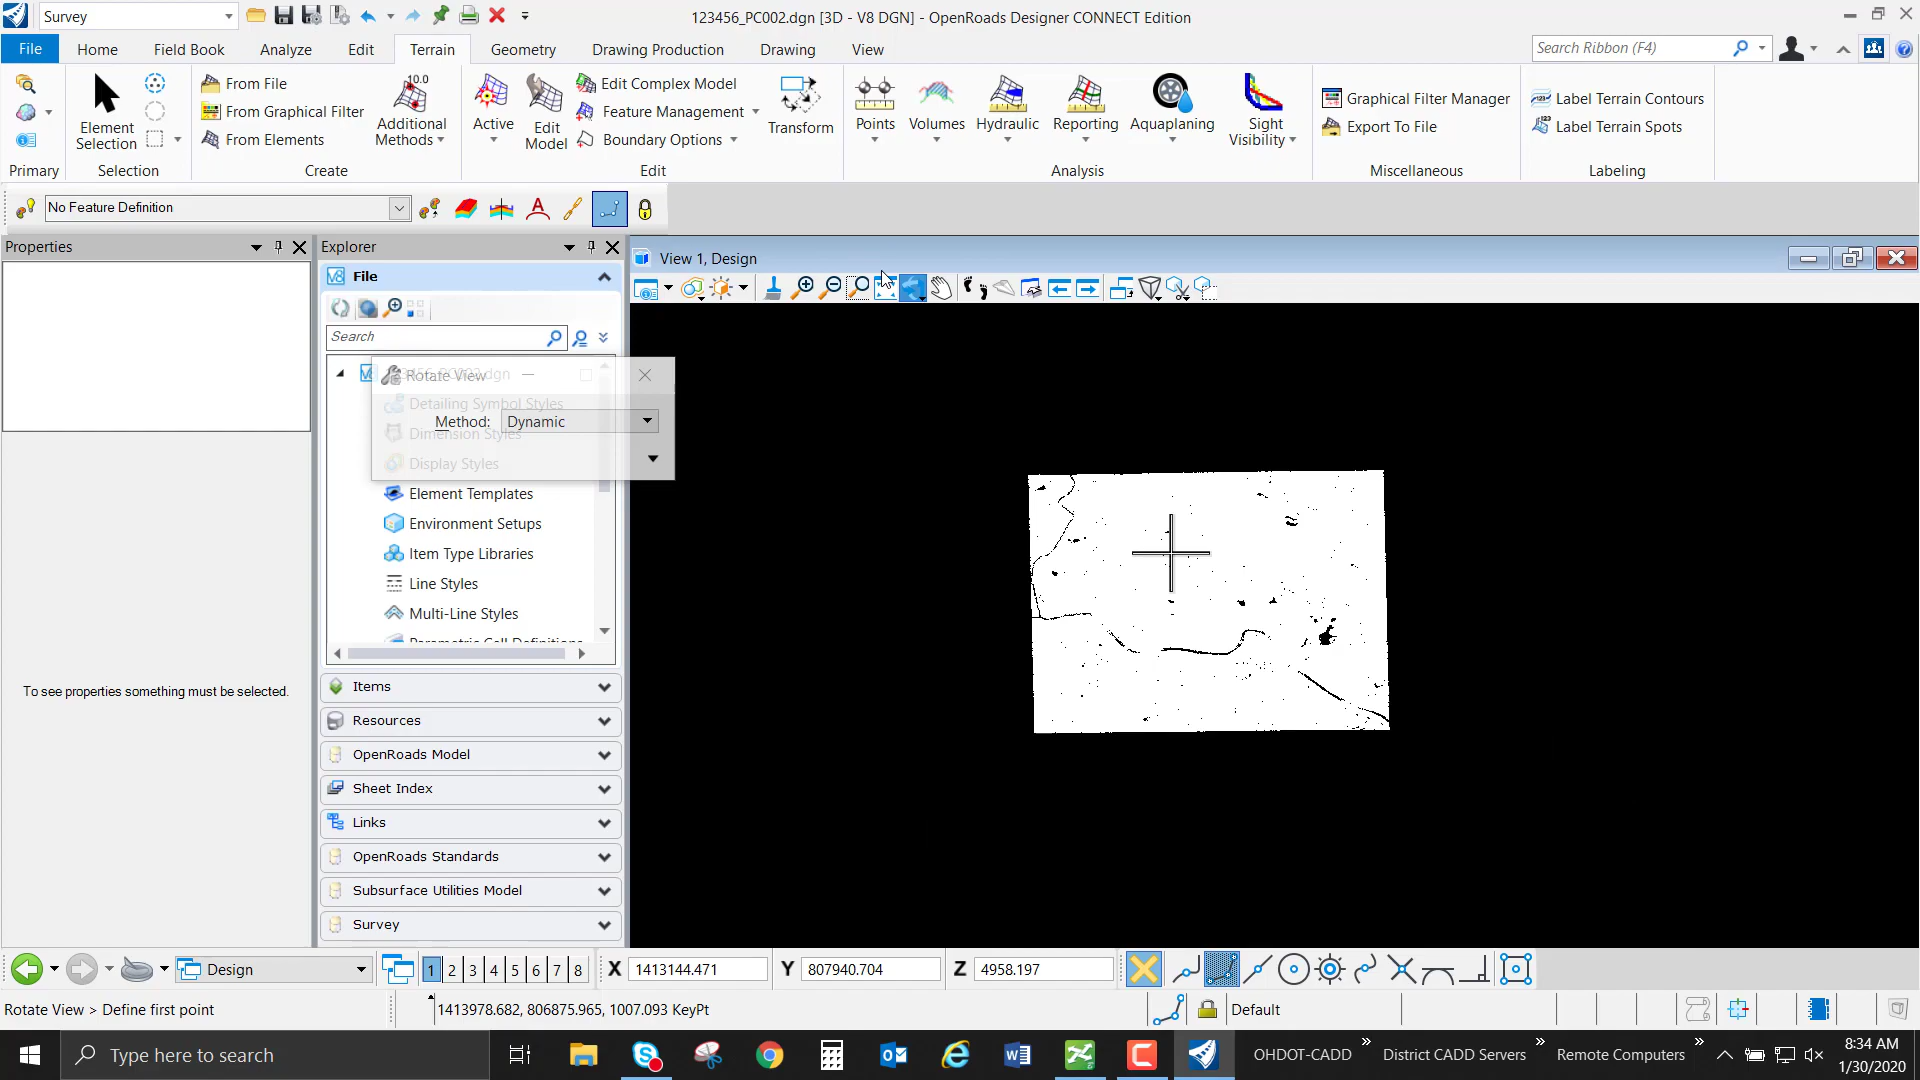 Survey
123456_PC002.dgn [3D - V8 DGN] - OpenRoads Designer CONNECT Edition
File Home Field Book Analyze Edit Terrain Geometry Drawing Production Drawing View
Search Ribbon (F4)
From File
From Graphical Filter
From Elements
Element Selection
Additional Methods
10.0
Active
Edit Model
Edit Complex Model
Feature Management
Boundary Options
Transform
Points
Volumes
Hydraulic
Reporting
Aquaplaning
Sight Visibility
Graphical Filter Manager
Export To File
Label Terrain Contours
Label Terrain Spots
Primary Selection Create Edit Analysis Miscellaneous Labeling
No Feature Definition
Properties
Explorer
View 1, Design
File
Search
123456_PC002.dgn
Rotate View
Detailing Symbol Styles
Method: Dynamic
Dimension Styles
Display Styles
Element Templates
Environment Setups
Item Type Libraries
Line Styles
Multi-Line Styles
Parametric Cell Definitions
To see properties something must be selected.
Items
Resources
OpenRoads Model
Sheet Index
Links
OpenRoads Standards
Subsurface Utilities Model
Survey
Design
1 2 3 4 5 6 7 8
X 1413144.471 Y 807940.704 Z 4958.197
Rotate View > Define first point
1413978.682, 806875.965, 1007.093 KeyPt
Default
Type here to search
OHDOT-CADD
District CADD Servers
Remote Computers
8:34 AM
1/30/2020